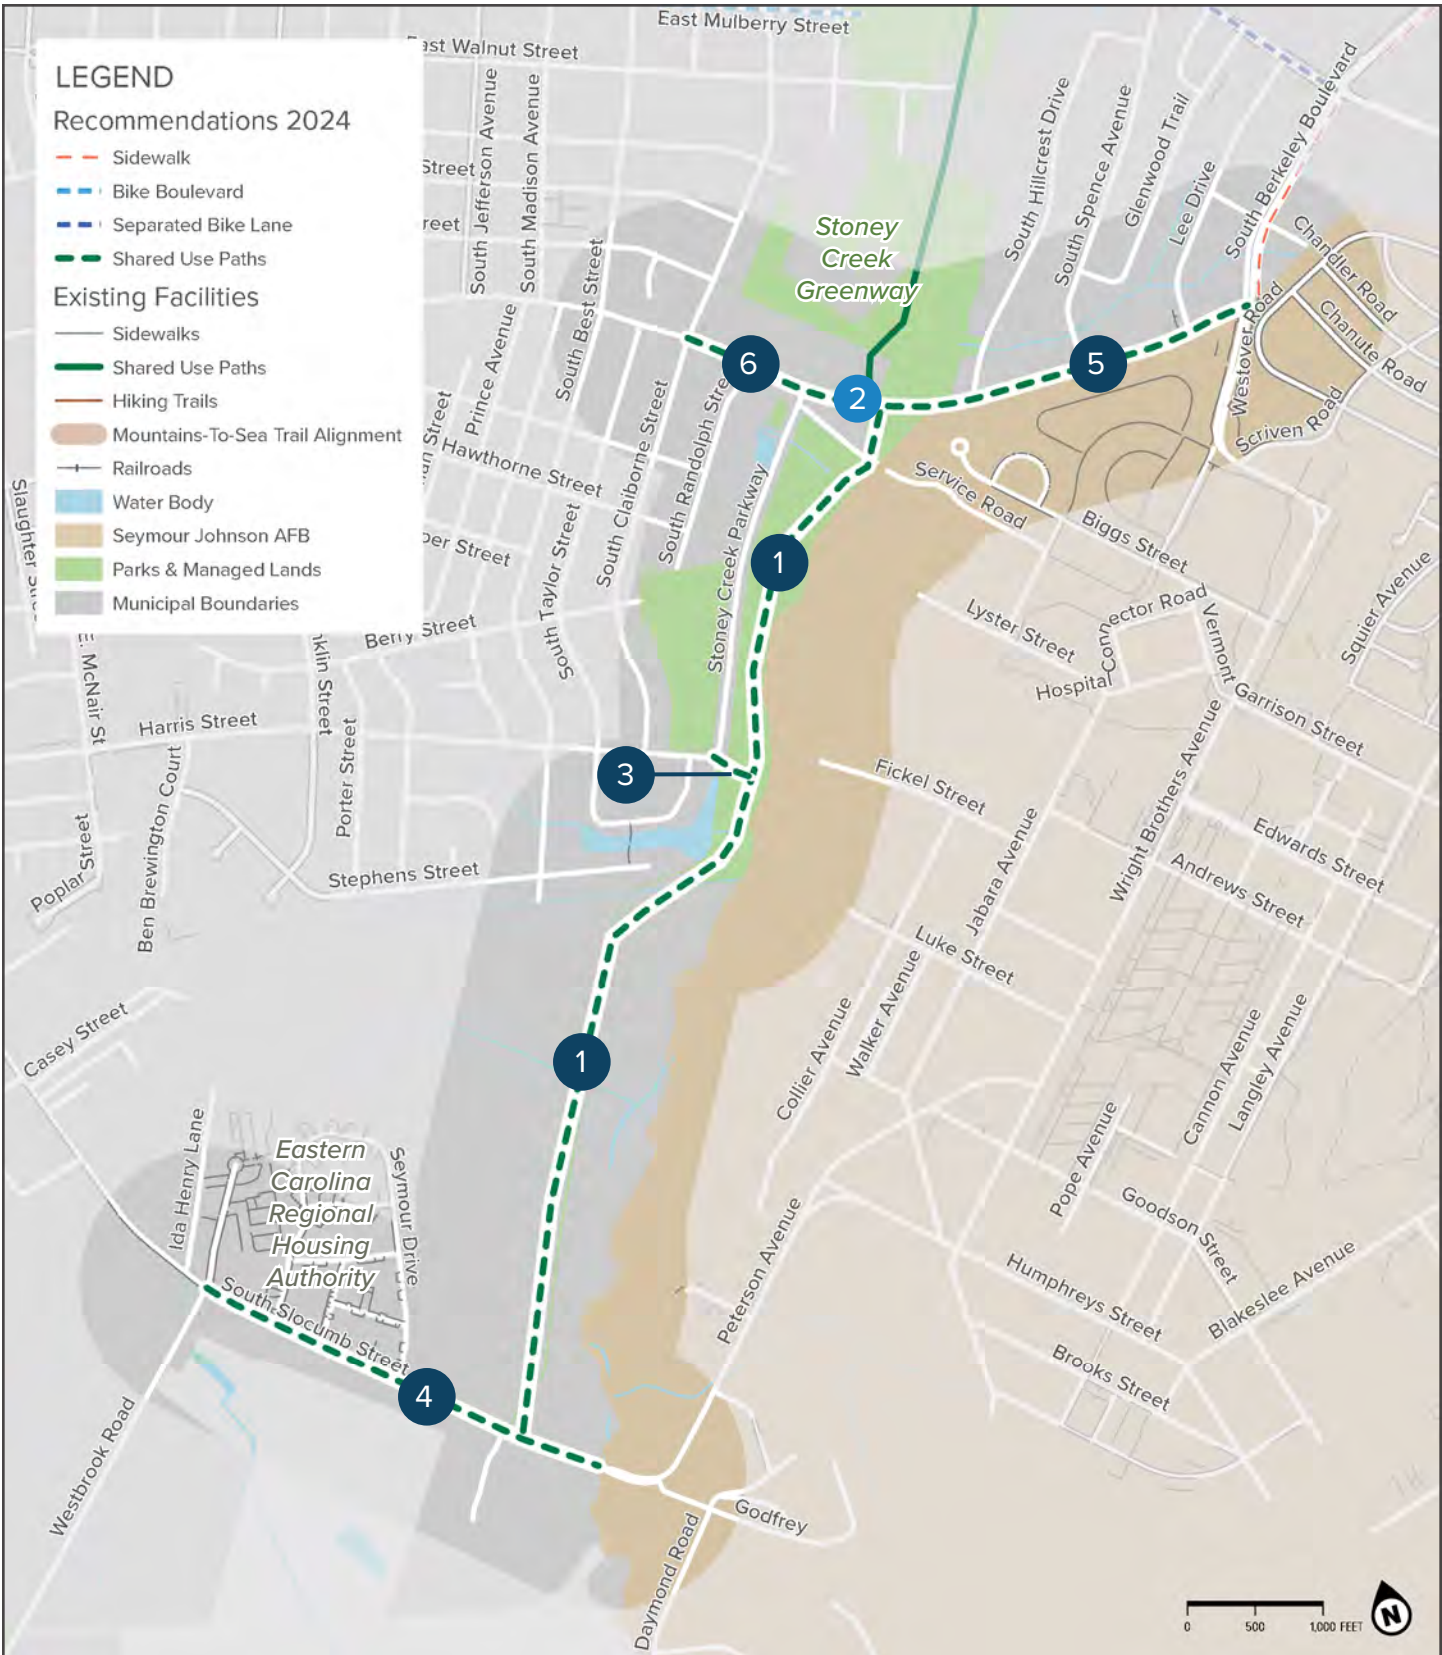 East Mulberry Street
East Walnut Street
LEGEND
Recommendations 2024
Sidewalk
Bike Boulevard
Separated Bike Lane
Shared Use Paths
Existing Facilities
Sidewalks
Shared Use Paths
Hiking Trails
Mountains-To-Sea Trail Alignment
Railroads
Water Body
Seymour Johnson AFB
Parks & Managed Lands
Municipal Boundaries
Street
reet
South Jefferson Avenue
South Madison Avenue
Prince Avenue
South Best Street
Stoney
Creek
Greenway
South Hillcrest Drive
South Spence Avenue
Glenwood Trail
Lee Drive
South Berkeley Boulevard
Chandler Road
Chanute Road
Westover Road
Scriven Road
6
2
5
Hawthorne Street
per Street
South Claiborne Street
South Randolph Stre
South Taylor Street
Stoney Creek Parkway
Service Road
Biggs Street
1
Lyster Street
Hospital Connector Road
Vermont
Garrison Street
Squier Avenue
Slaughter Str
E. McNair St
Berry Street
nklin Street
Harris Street
Porter Street
Ben Brewington Court
Poplar Street
Stephens Street
3
Fickel Street
Jabara Avenue
Wright Brothers Avenue
Edwards Street
Andrews Street
Luke Street
Walker Avenue
Collier Avenue
Cannon Avenue
Langley Avenue
Pope Avenue
Casey Street
1
Ida Henry Lane
Eastern
Carolina
Regional
Housing
Authority
Seymour Drive
South Slocumb Street
4
Westbrook Road
Peterson Avenue
Goodson Street
Humphreys Street
Blakeslee Avenue
Brooks Street
Godfrey
Daymond Road
0 500 1,000 FEET
N